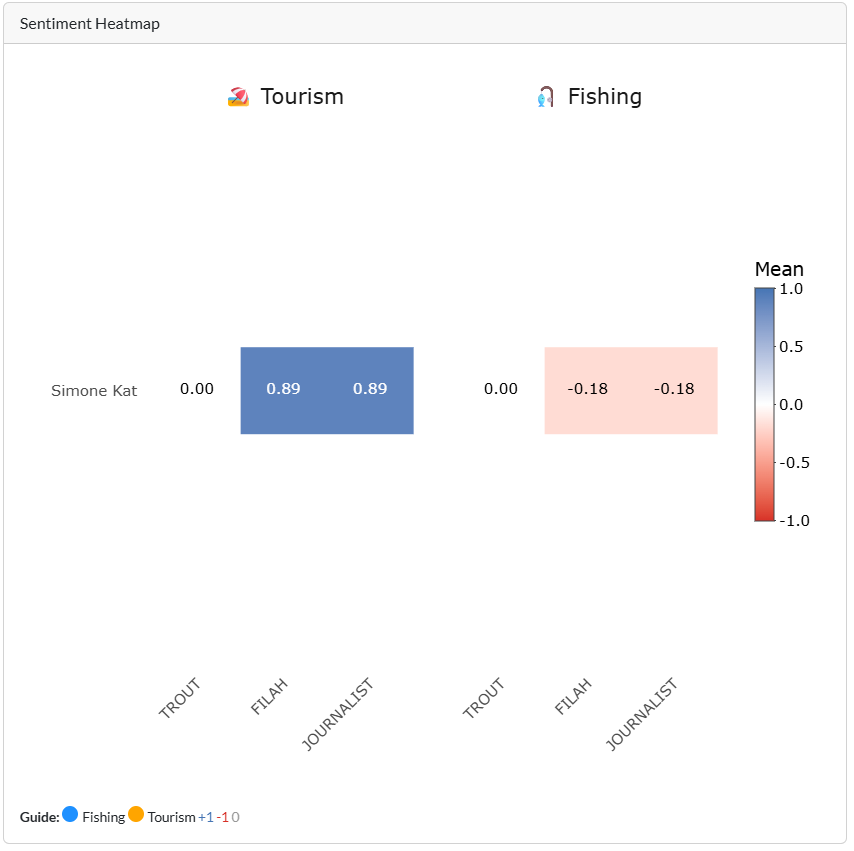 Sentiment Heatmap
Tourism
Fishing
Mean
1.0
0.5
0.0
-0.5
-1.0
Simone Kat
0.00 0.89 0.89
0.00 -0.18 -0.18
TROUT FILAH JOURNALIST
TROUT FILAH JOURNALIST
Guide: Fishing Tourism +1 -1 0